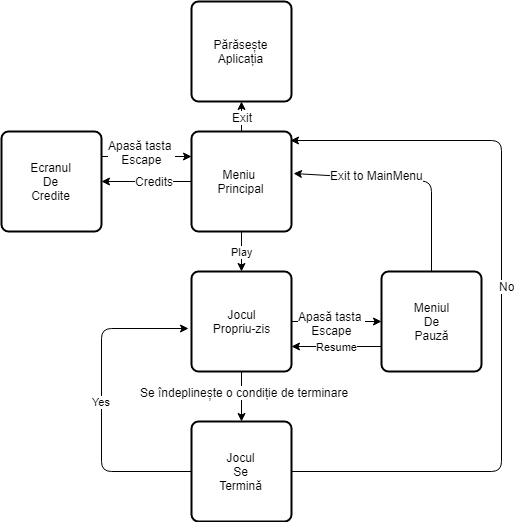 Părăsește
Aplicația
Exit
Apasă tasta
Escape
Ecranul
De
Credite
Credits
Meniu
Principal
Exit to MainMenu
Play
No
Jocul
Propriu-zis
Apasă tasta
Escape
Resume
Meniul
De
Pauză
Se îndeplinește o condiție de terminare
Yes
Jocul
Se
Termină